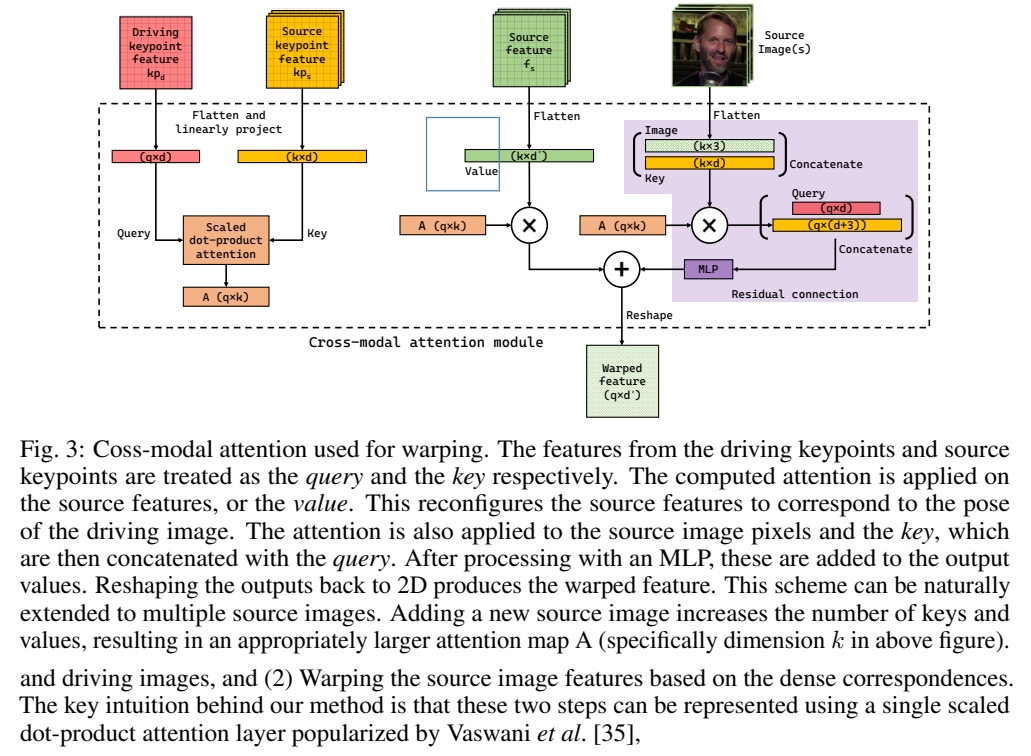 Driving
keypoint
feature
kp_d
Source
keypoint
feature
kp_s
Source
feature
f_s
Source
Image(s)
Flatten and
linearly project
Flatten
Flatten
(q×d)
(k×d)
(k×d')
Value
Image
(k×3)
(k×d)
Key
Concatenate
Query
(q×d)
(q×(d+3))
Concatenate
Query
Scaled
dot-product
attention
Key
A (q×k)
A (q×k)
×
A (q×k)
×
+
MLP
Residual connection
Reshape
Cross-modal attention module
Warped
feature
(q×d')
Fig. 3: Coss-modal attention used for warping. The features from the driving keypoints and source
keypoints are treated as the query and the key respectively. The computed attention is applied on
the source features, or the value. This reconfigures the source features to correspond to the pose
of the driving image. The attention is also applied to the source image pixels and the key, which
are then concatenated with the query. After processing with an MLP, these are added to the output
values. Reshaping the outputs back to 2D produces the warped feature. This scheme can be naturally
extended to multiple source images. Adding a new source image increases the number of keys and
values, resulting in an appropriately larger attention map A (specifically dimension k in above figure).
and driving images, and (2) Warping the source image features based on the dense correspondences.
The key intuition behind our method is that these two steps can be represented using a single scaled
dot-product attention layer popularized by Vaswani et al. [35],